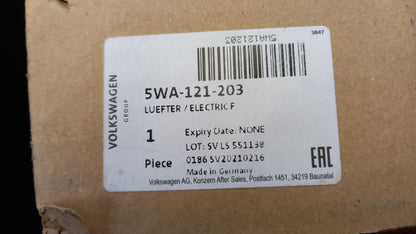 5WA121203
3847
VOLKSWAGEN
GROUP
5WA-121-203
LUEFTER / ELECTRIC F
1
Piece
Expiry Date: NONE
LOT: SV LS 551138
0186 SV20210216
Made in Germany
EAC
Volkswagen AG, Konzern After Sales, Postfach 1451, 34219 Baunatal